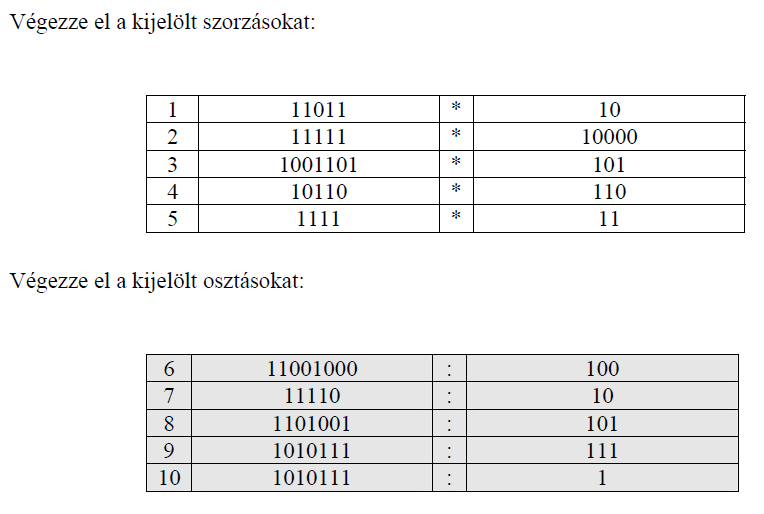 Végezze el a kijelölt szorzásokat:
1 11011 * 10
2 11111 * 10000
3 1001101 * 101
4 10110 * 110
5 1111 * 11
Végezze el a kijelölt osztásokat:
6 11001000 : 100
7 11110 : 10
8 1101001 : 101
9 1010111 : 111
10 1010111 : 1